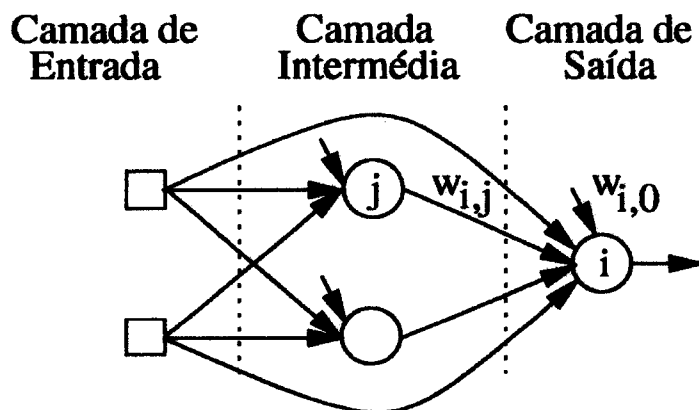 Camada de Entrada
Camada Intermédia
Camada de Saída
j
w i,j
w i,0
i